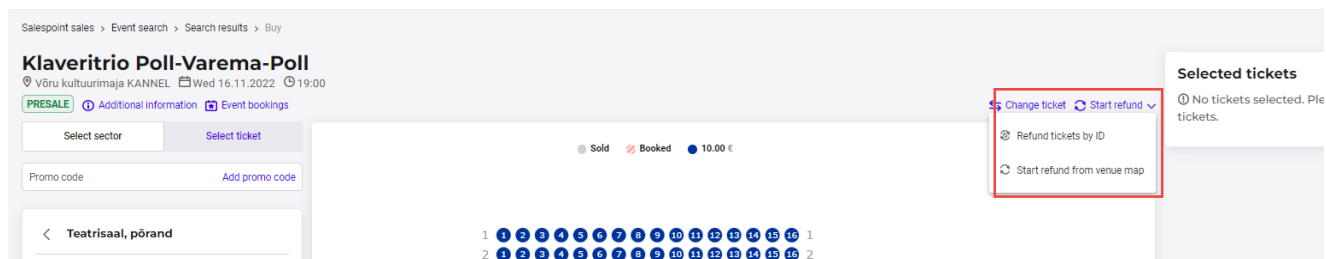 Salespoint sales > Event search > Search results > Buy
Klaveritrio Poll-Varema-Poll
Võru kultuurimaja KANNEL Wed 16.11.2022 19:00
PRESALE Additional information Event bookings
Change ticket Start refund
Refund tickets by ID
Start refund from venue map
Selected tickets
No tickets selected. Ple
tickets.
Select sector Select ticket
Promo code Add promo code
Teatrisaal, põrand
Sold Booked 10.00 €
1 1 2 3 4 5 6 7 8 9 10 11 12 13 14 15 16 1
2 1 2 3 4 5 6 7 8 9 10 11 12 13 14 15 16 2